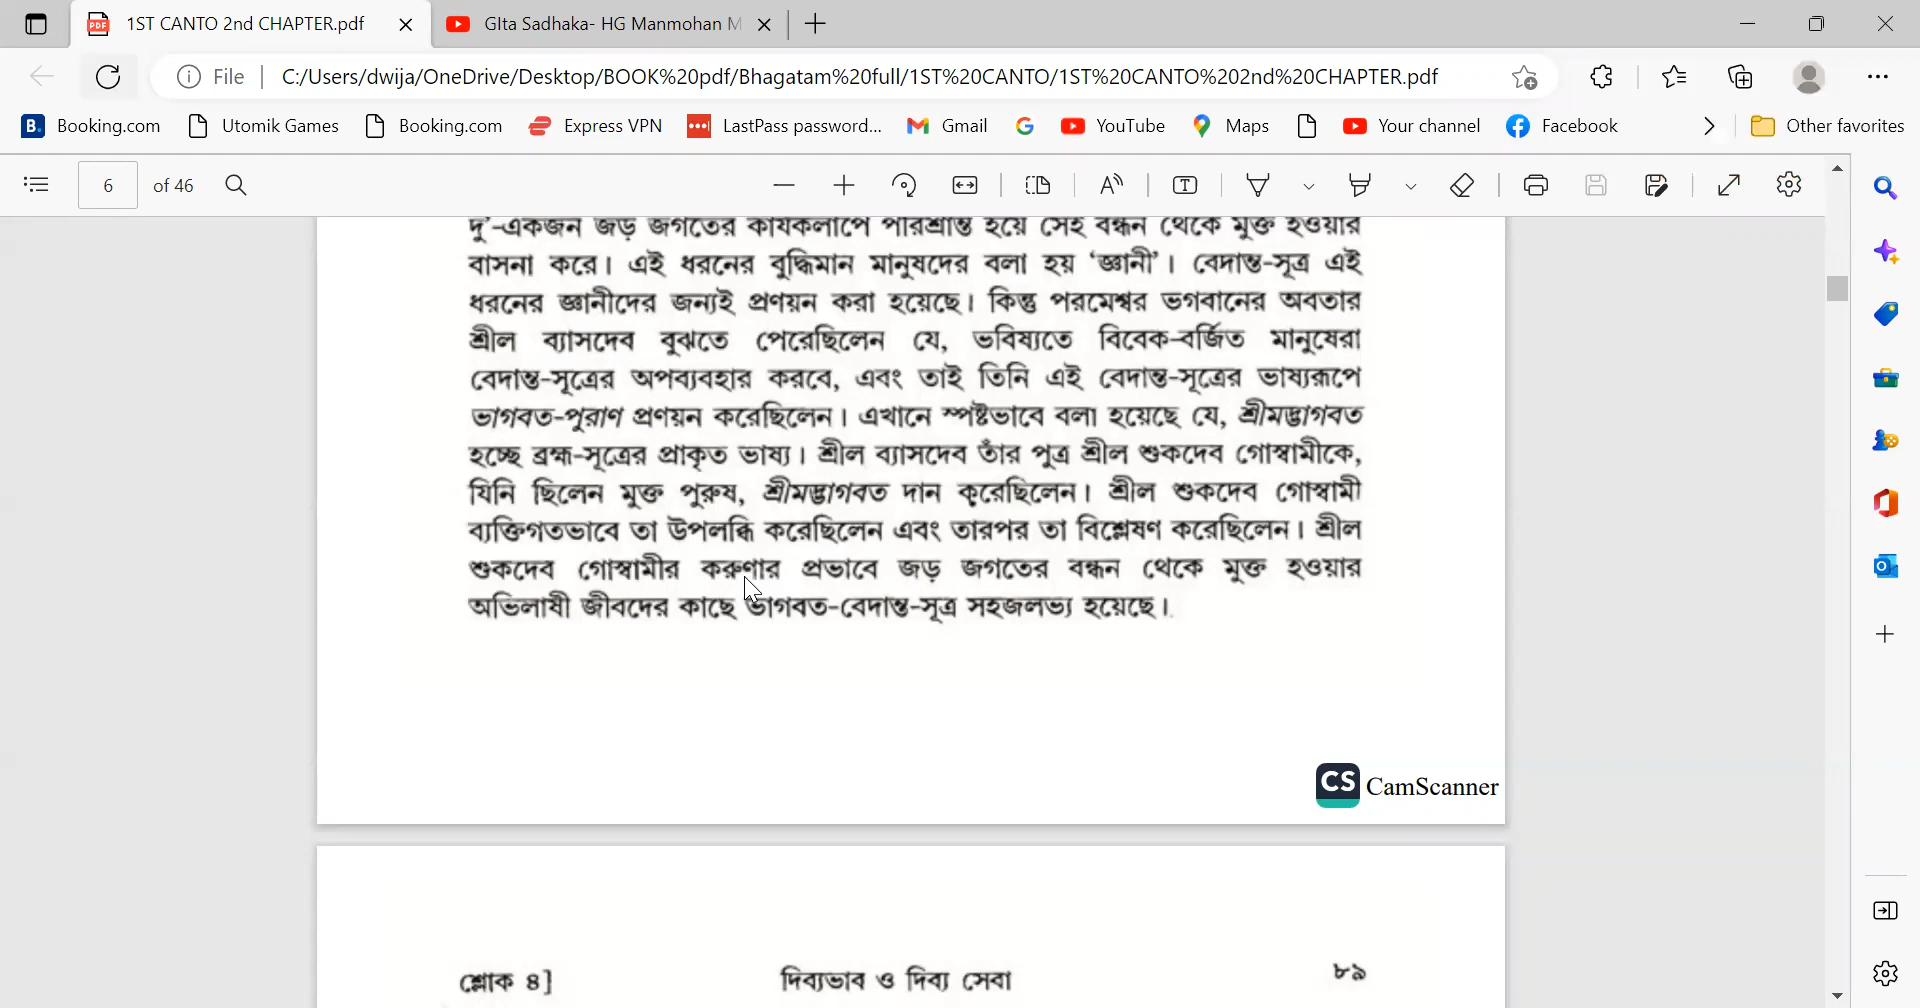 1ST CANTO 2nd CHAPTER.pdf
GIta Sadhaka- HG Manmohan M
File
C:/Users/dwija/OneDrive/Desktop/BOOK%20pdf/Bhagatam%20full/1ST%20CANTO/1ST%20CANTO%202nd%20CHAPTER.pdf
Booking.com Utomik Games Booking.com Express VPN LastPass password... Gmail YouTube Maps Your channel Facebook Other favorites
6 of 46
দু'-একজন জড় জগতের কার্যকলাপে পরিশ্রান্ত হয়ে সেই বন্ধন থেকে মুক্ত হওয়ার
বাসনা করে। এই ধরনের বুদ্ধিমান মানুষদের বলা হয় ‘জ্ঞানী’। বেদান্ত-সূত্র এই
ধরনের জ্ঞানীদের জন্যই প্রণয়ন করা হয়েছে। কিন্তু পরমেশ্বর ভগবানের অবতার
শ্রীল ব্যাসদেব বুঝতে পেরেছিলেন যে, ভবিষ্যতে বিবেক-বর্জিত মানুষেরা
বেদান্ত-সূত্রের অপব্যবহার করবে, এবং তাই তিনি এই বেদান্ত-সূত্রের ভাষ্যরূপে
ভাগবত-পুরাণ প্রণয়ন করেছিলেন। এখানে স্পষ্টভাবে বলা হয়েছে যে, শ্রীমদ্ভাগবত
হচ্ছে ব্রহ্ম-সূত্রের প্রাকৃত ভাষ্য। শ্রীল ব্যাসদেব তাঁর পুত্র শ্রীল শুকদেব গোস্বামীকে,
যিনি ছিলেন মুক্ত পুরুষ, শ্রীমদ্ভাগবত দান করেছিলেন। শ্রীল শুকদেব গোস্বামী
ব্যক্তিগতভাবে তা উপলব্ধি করেছিলেন এবং তারপর তা বিশ্লেষণ করেছিলেন। শ্রীল
শুকদেব গোস্বামীর করুণার প্রভাবে জড় জগতের বন্ধন থেকে মুক্ত হওয়ার
অভিলাষী জীবদের কাছে ভাগবত-বেদান্ত-সূত্র সহজলভ্য হয়েছে।
CS CamScanner
শ্লোক ৪] দিব্যভাব ও দিব্য সেবা ৮৯